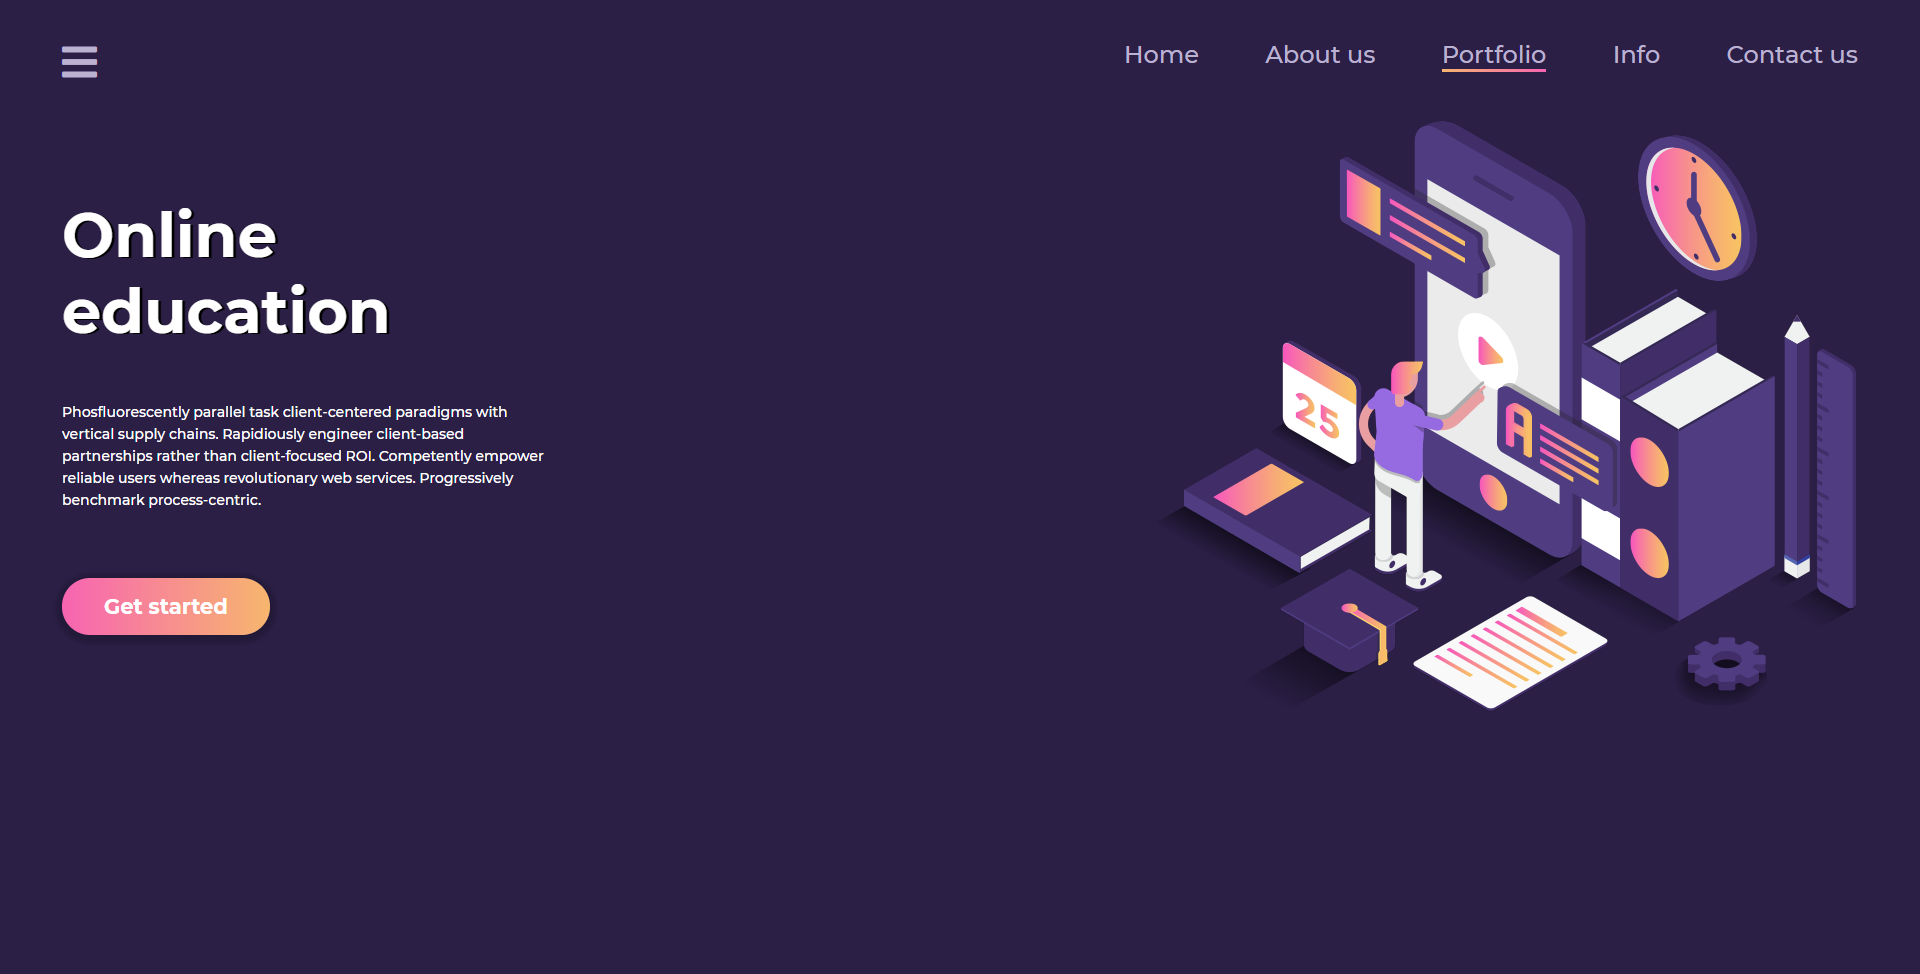 Home About us Portfolio Info Contact us
Online
education
Phosfluorescently parallel task client-centered paradigms with
vertical supply chains. Rapidiously engineer client-based
partnerships rather than client-focused ROI. Competently empower
reliable users whereas revolutionary web services. Progressively
benchmark process-centric.
Get started
25
A